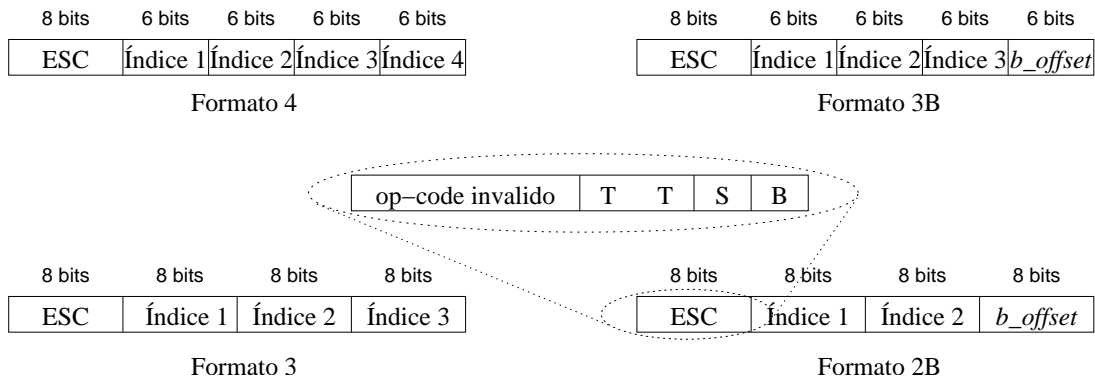 8 bits 6 bits 6 bits 6 bits 6 bits
ESC Índice 1 Índice 2 Índice 3 Índice 4
Formato 4
8 bits 6 bits 6 bits 6 bits 6 bits
ESC Índice 1 Índice 2 Índice 3 b_offset
Formato 3B
op−code invalido T T S B
8 bits 8 bits 8 bits 8 bits
ESC Índice 1 Índice 2 Índice 3
Formato 3
8 bits 8 bits 8 bits 8 bits
ESC Índice 1 Índice 2 b_offset
Formato 2B